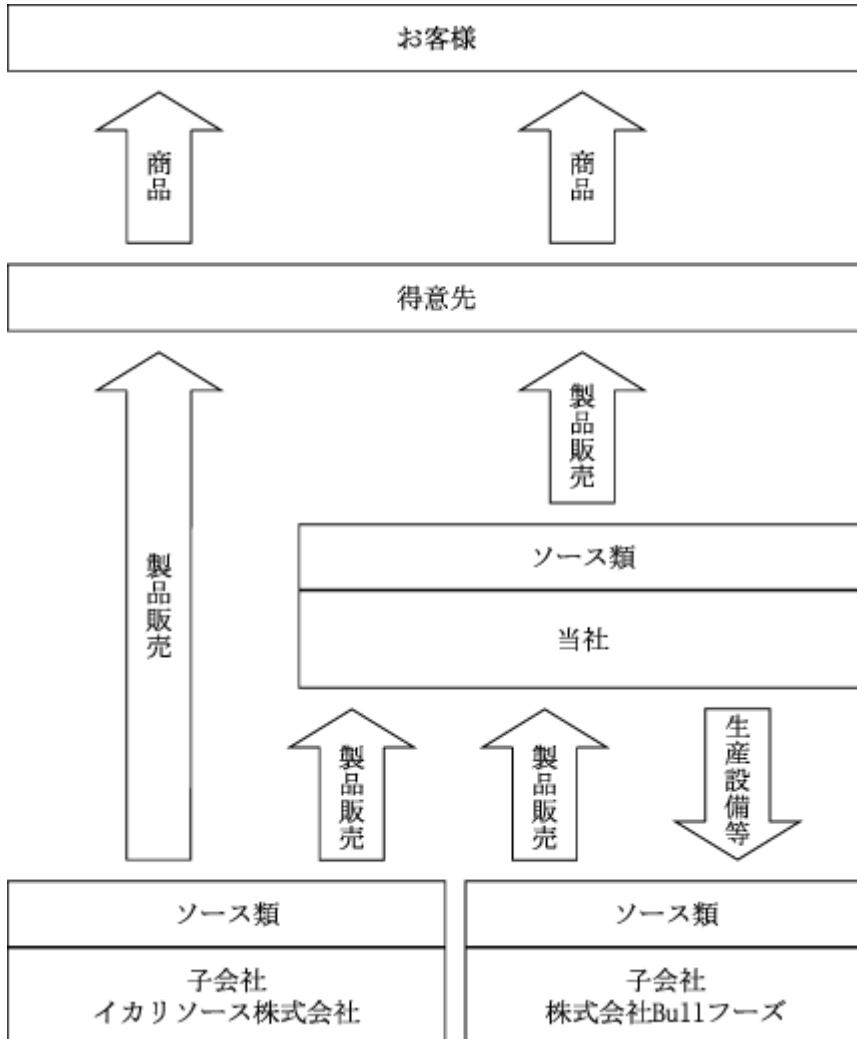 お客様
商品
商品
得意先
製品販売
製品販売
ソース類
当社
製品販売
製品販売
生産設備等
ソース類
子会社
イカリソース株式会社
ソース類
子会社
株式会社Bullフーズ